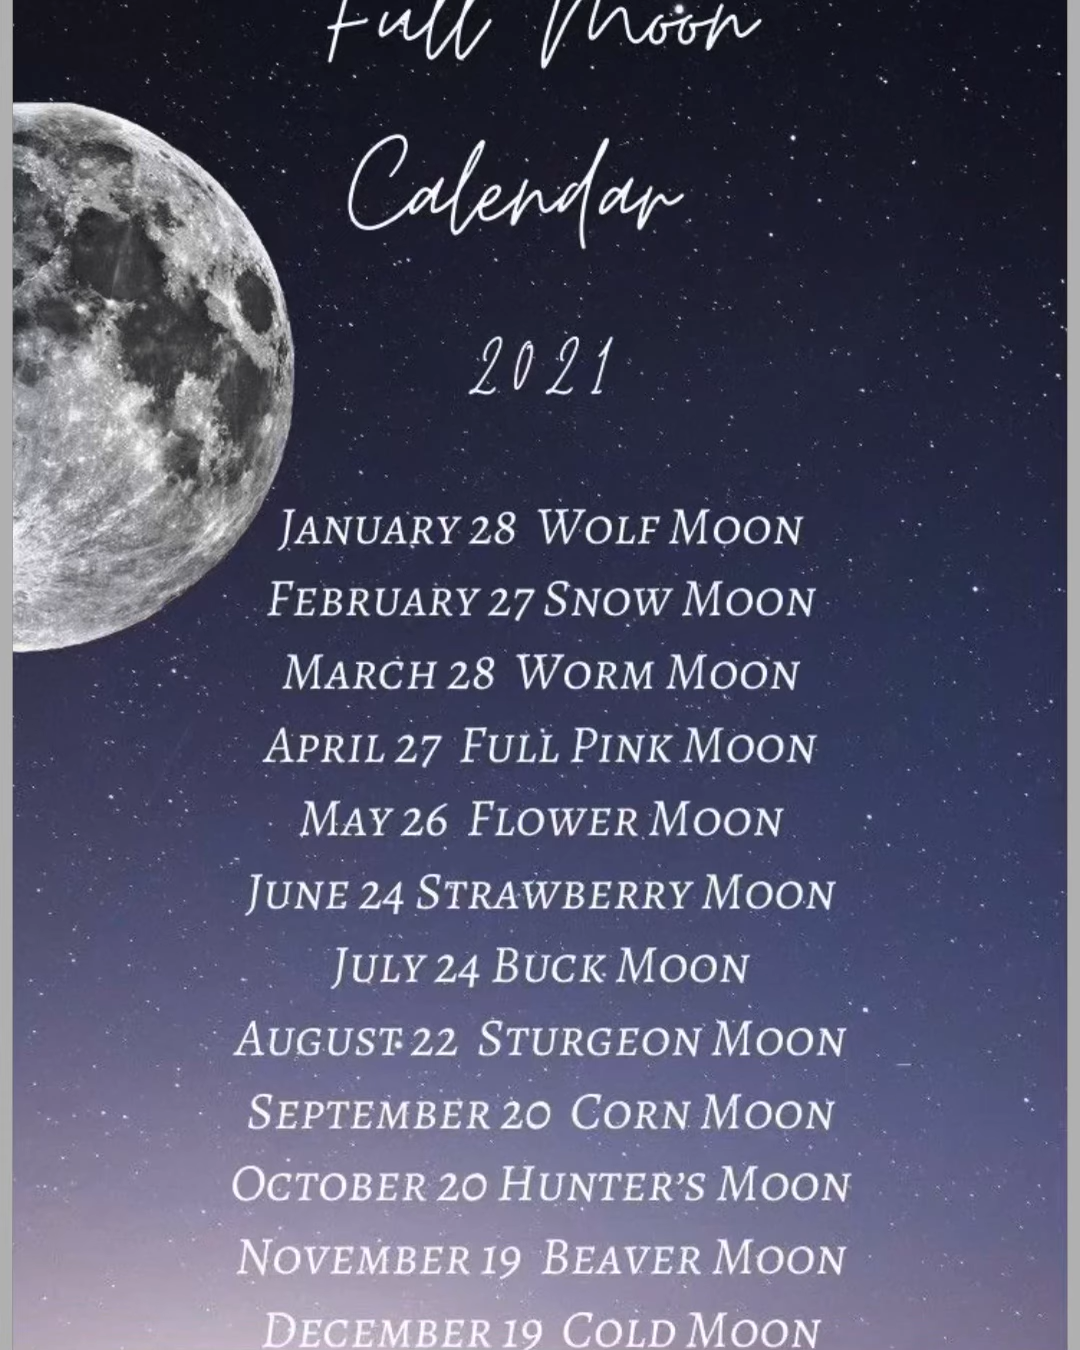 Full Moon
Calendar
2021
January 28 Wolf Moon
February 27 Snow Moon
March 28 Worm Moon
April 27 Full Pink Moon
May 26 Flower Moon
June 24 Strawberry Moon
July 24 Buck Moon
August 22 Sturgeon Moon
September 20 Corn Moon
October 20 Hunter’s Moon
November 19 Beaver Moon
December 19 Cold Moon